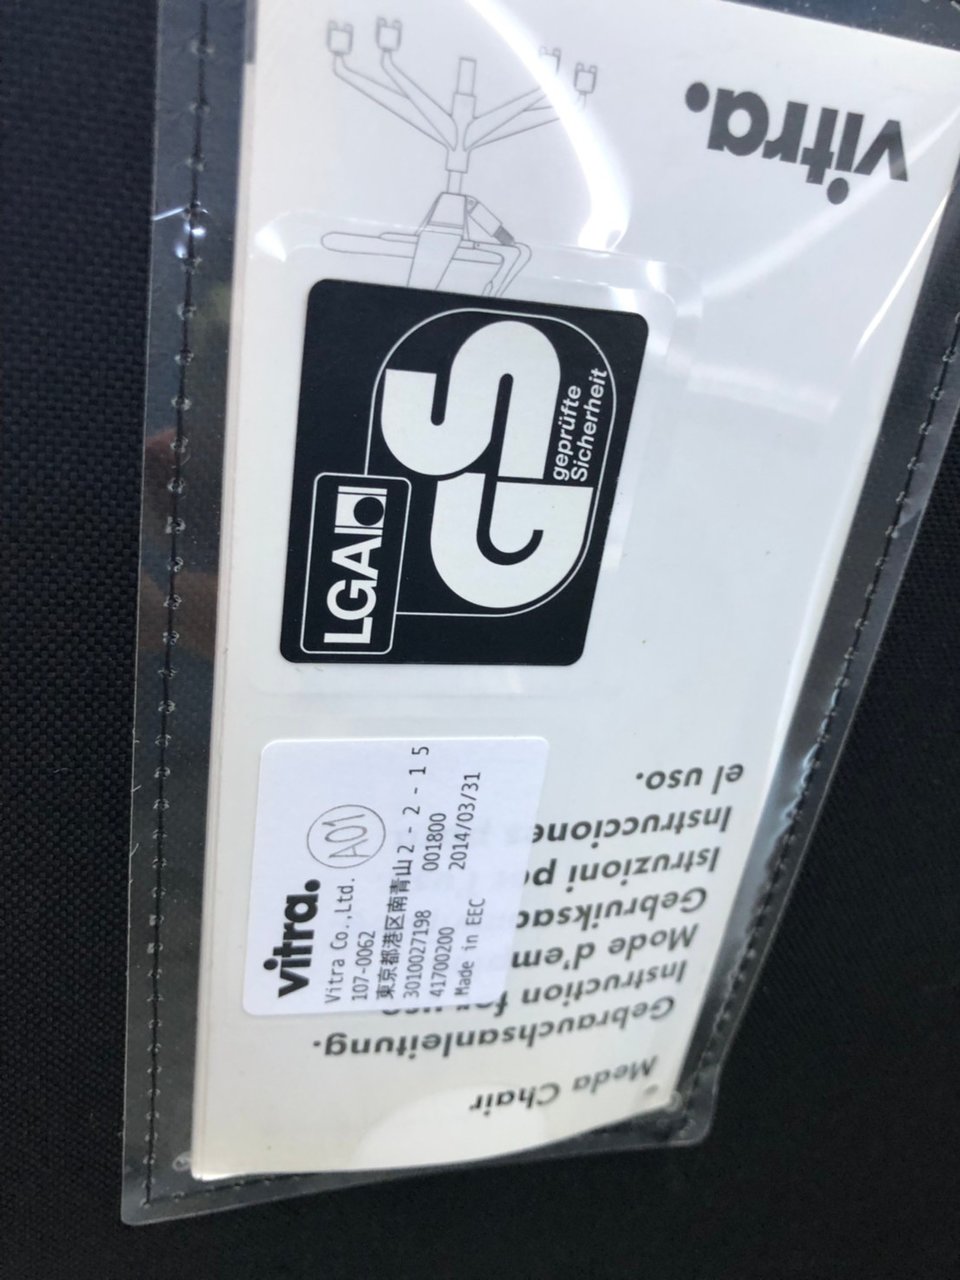 vitra.
geprüfte
Sicherheit
GS
LGA
vitra.
A01
Vitra Co.,Ltd.
107-0062
東京都港区南青山2-2-15
3010027198 001800
41700200 2014/03/31
Made in EEC
Meda Chair
Gebrauchsanleitung.
Instruction for use
Mode d'em
Gebruiksa
Istruzioni per
Instrucciones
el uso.